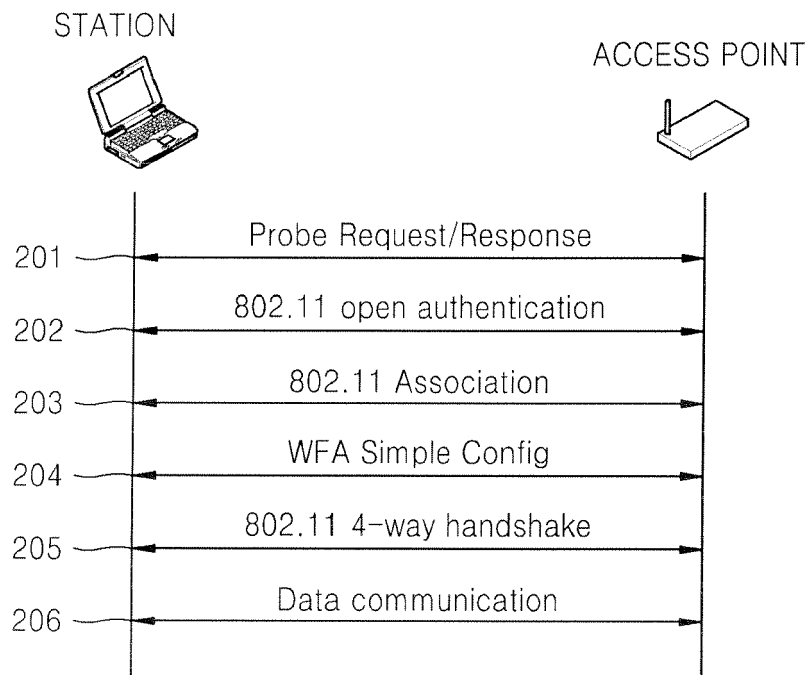 STATION
ACCESS POINT
201 Probe Request/Response
202 802.11 open authentication
203 802.11 Association
204 WFA Simple Config
205 802.11 4-way handshake
206 Data communication